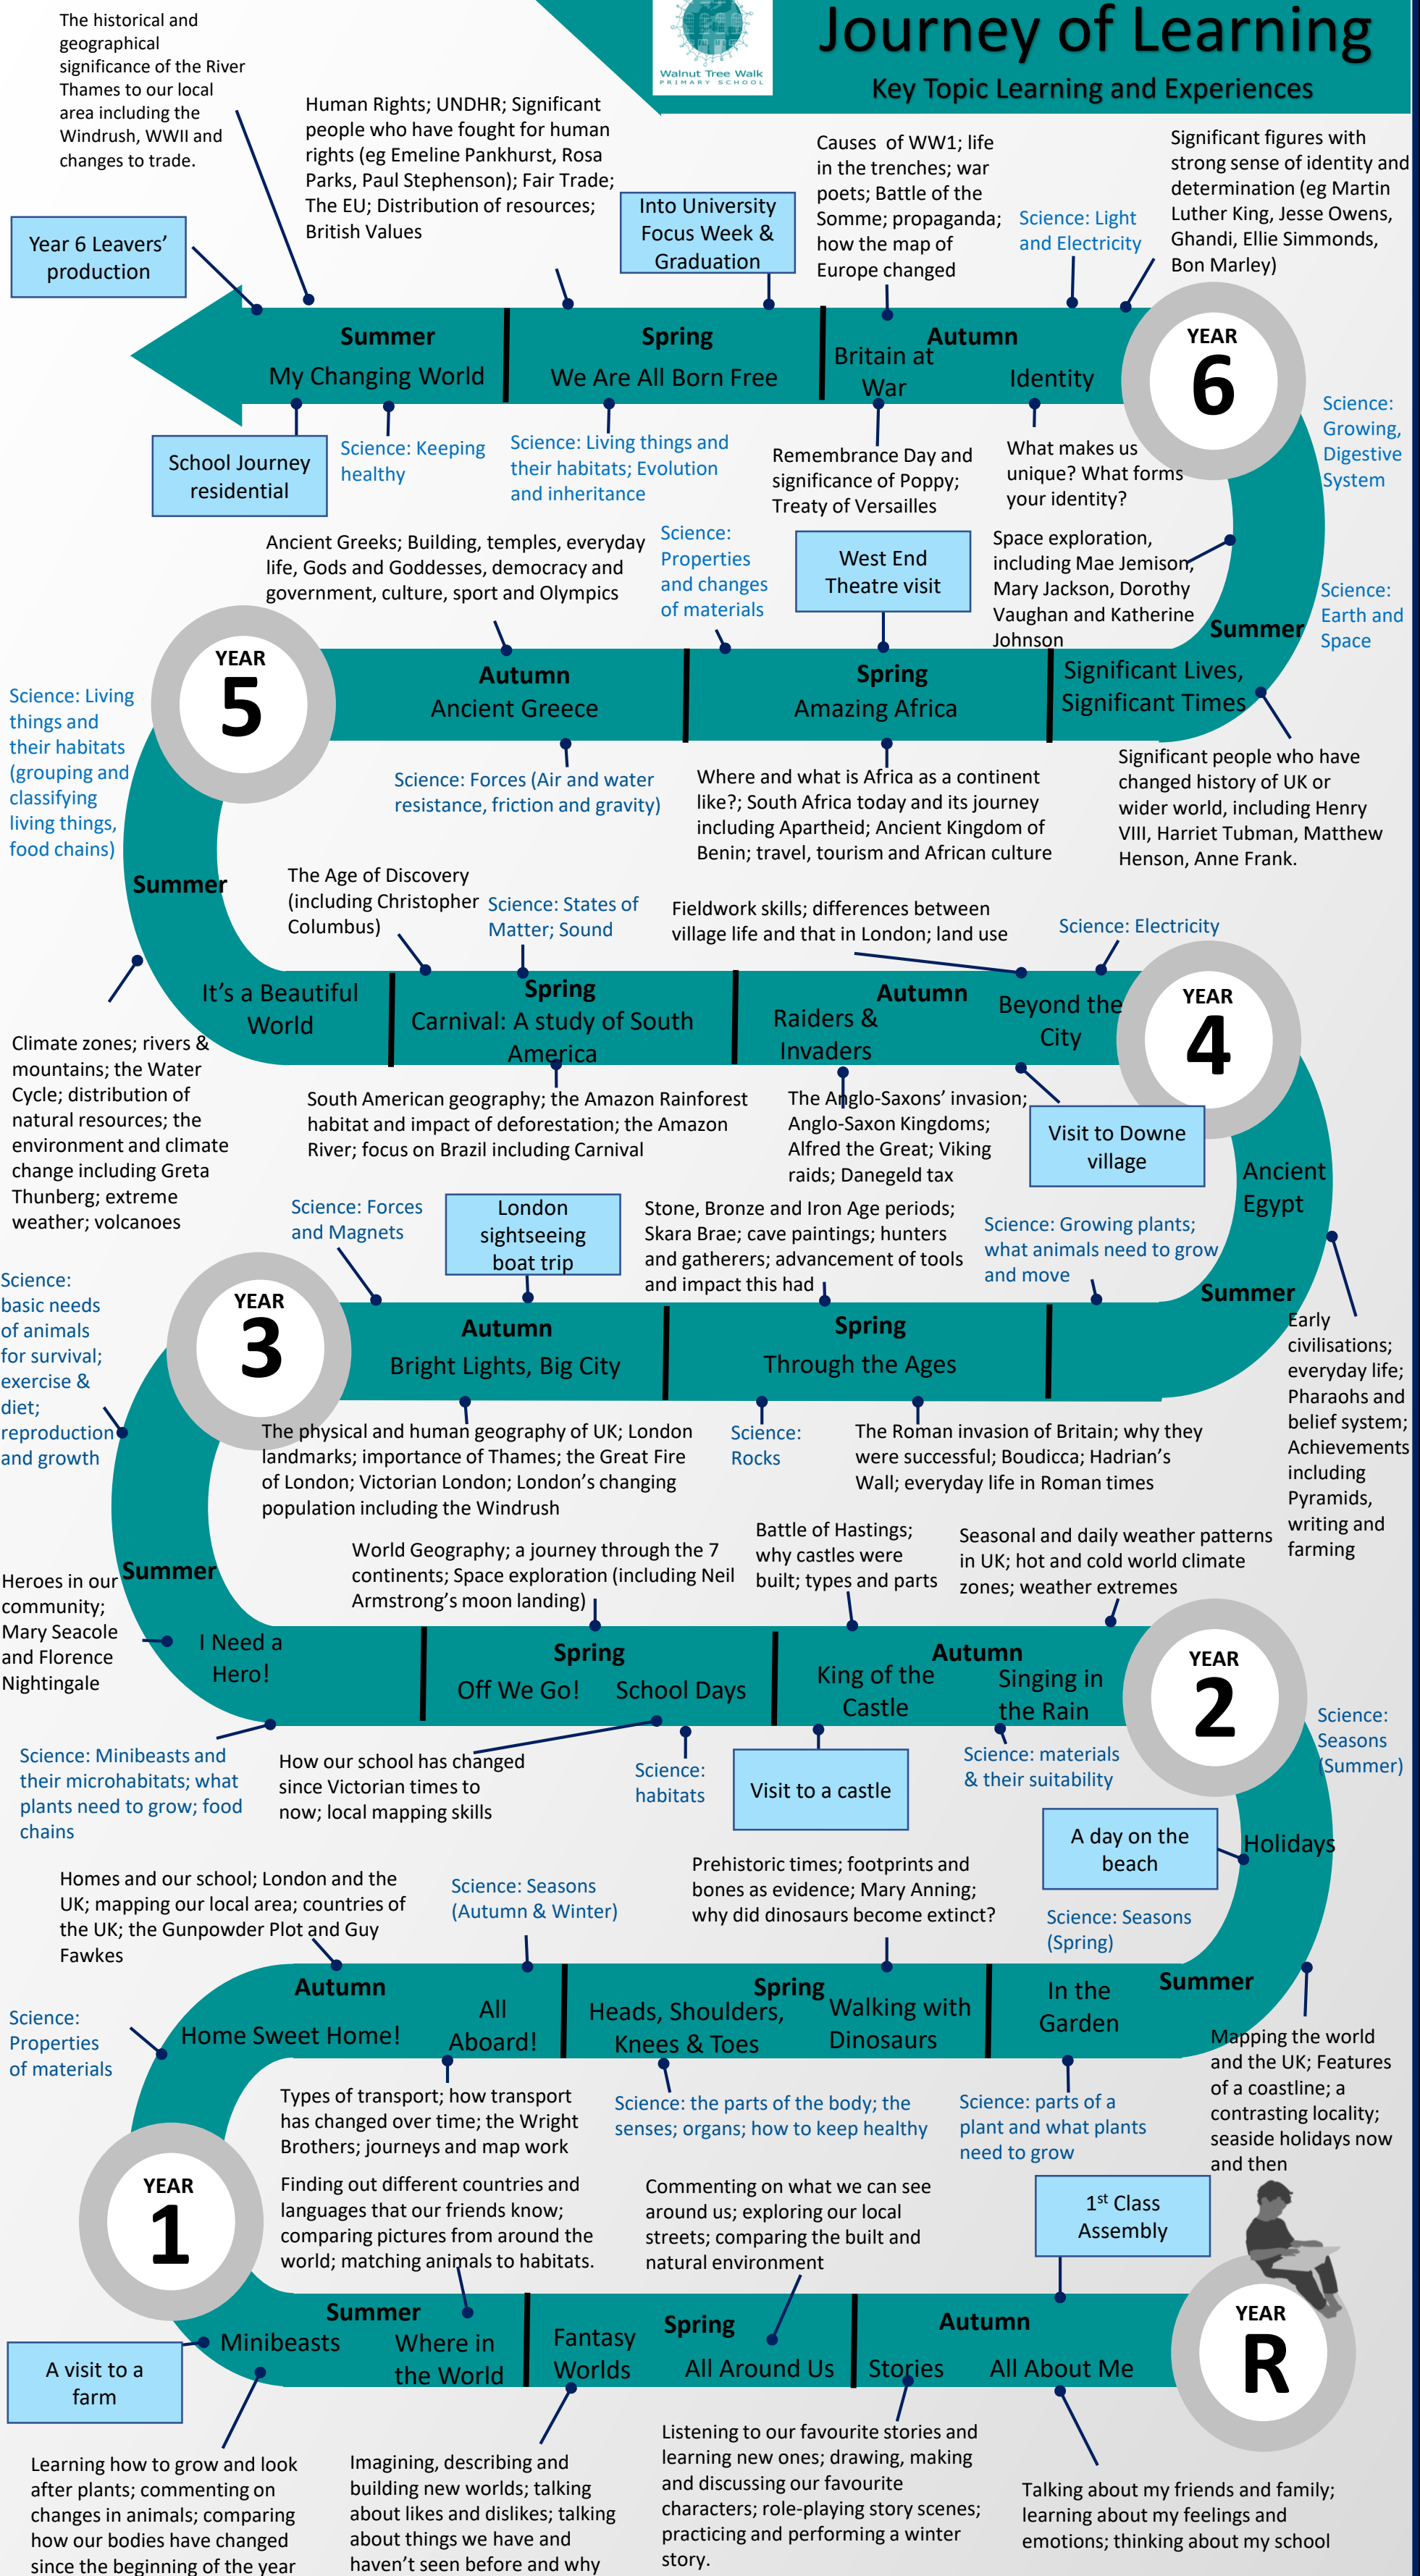 Journey of Learning
Key Topic Learning and Experiences
Walnut Tree Walk
PRIMARY SCHOOL
The historical and
geographical
significance of the River
Thames to our local
area including the
Windrush, WWII and
changes to trade.
Human Rights; UNDHR; Significant
people who have fought for human
rights (eg Emeline Pankhurst, Rosa
Parks, Paul Stephenson); Fair Trade;
The EU; Distribution of resources;
British Values
Into University
Focus Week &
Graduation
Causes of WW1; life
in the trenches; war
poets; Battle of the
Somme; propaganda;
how the map of
Europe changed
Science: Light
and Electricity
Significant figures with
strong sense of identity and
determination (eg Martin
Luther King, Jesse Owens,
Ghandi, Ellie Simmonds,
Bon Marley)
Year 6 Leavers'
production
Summer
My Changing World
Spring
We Are All Born Free
Autumn
Britain at
War
Identity
YEAR
6
School Journey
residential
Science: Keeping
healthy
Science: Living things and
their habitats; Evolution
and inheritance
Remembrance Day and
significance of Poppy;
Treaty of Versailles
What makes us
unique? What forms
your identity?
Science:
Growing,
Digestive
System
Ancient Greeks; Building, temples, everyday
life, Gods and Goddesses, democracy and
government, culture, sport and Olympics
Science:
Properties
and changes
of materials
West End
Theatre visit
Space exploration,
including Mae Jemison,
Mary Jackson, Dorothy
Vaughan and Katherine
Johnson
Science:
Earth and
Space
Summer
YEAR
5
Autumn
Ancient Greece
Spring
Amazing Africa
Significant Lives,
Significant Times
Science: Living
things and
their habitats
(grouping and
classifying
living things,
food chains)
Science: Forces (Air and water
resistance, friction and gravity)
Where and what is Africa as a continent
like?; South Africa today and its journey
including Apartheid; Ancient Kingdom of
Benin; travel, tourism and African culture
Significant people who have
changed history of UK or
wider world, including Henry
VIII, Harriet Tubman, Matthew
Henson, Anne Frank.
Summer
The Age of Discovery
(including Christopher
Columbus)
Science: States of
Matter; Sound
Fieldwork skills; differences between
village life and that in London; land use
Science: Electricity
It's a Beautiful
World
Spring
Carnival: A study of South
America
Autumn
Raiders &
Invaders
Beyond the
City
YEAR
4
Climate zones; rivers &
mountains; the Water
Cycle; distribution of
natural resources; the
environment and climate
change including Greta
Thunberg; extreme
weather; volcanoes
South American geography; the Amazon Rainforest
habitat and impact of deforestation; the Amazon
River; focus on Brazil including Carnival
The Anglo-Saxons' invasion;
Anglo-Saxon Kingdoms;
Alfred the Great; Viking
raids; Danegeld tax
Visit to Downe
village
Ancient
Egypt
Science: Forces
and Magnets
London
sightseeing
boat trip
Stone, Bronze and Iron Age periods;
Skara Brae; cave paintings; hunters
and gatherers; advancement of tools
and impact this had
Science: Growing plants;
what animals need to grow
and move
Summer
Early
civilisations;
everyday life;
Pharaohs and
belief system;
Achievements
including
Pyramids,
writing and
farming
Science:
basic needs
of animals
for survival;
exercise &
diet;
reproduction
and growth
YEAR
3
Autumn
Bright Lights, Big City
Spring
Through the Ages
The physical and human geography of UK; London
landmarks; importance of Thames; the Great Fire
of London; Victorian London; London's changing
population including the Windrush
Science:
Rocks
The Roman invasion of Britain; why they
were successful; Boudicca; Hadrian's
Wall; everyday life in Roman times
Summer
Heroes in our
community;
Mary Seacole
and Florence
Nightingale
World Geography; a journey through the 7
continents; Space exploration (including Neil
Armstrong's moon landing)
Battle of Hastings;
why castles were
built; types and parts
Seasonal and daily weather patterns
in UK; hot and cold world climate
zones; weather extremes
I Need a
Hero!
Spring
Off We Go!
School Days
Autumn
King of the
Castle
Singing in
the Rain
YEAR
2
Science: Minibeasts and
their microhabitats; what
plants need to grow; food
chains
How our school has changed
since Victorian times to
now; local mapping skills
Science:
habitats
Visit to a castle
Science: materials
& their suitability
Science:
Seasons
(Summer)
A day on the
beach
Holidays
Homes and our school; London and the
UK; mapping our local area; countries of
the UK; the Gunpowder Plot and Guy
Fawkes
Science: Seasons
(Autumn & Winter)
Prehistoric times; footprints and
bones as evidence; Mary Anning;
why did dinosaurs become extinct?
Science: Seasons
(Spring)
Autumn
Home Sweet Home!
All
Aboard!
Spring
Heads, Shoulders,
Knees & Toes
Walking with
Dinosaurs
In the
Garden
Summer
Science:
Properties
of materials
Types of transport; how transport
has changed over time; the Wright
Brothers; journeys and map work
Science: the parts of the body; the
senses; organs; how to keep healthy
Science: parts of a
plant and what plants
need to grow
Mapping the world
and the UK; Features
of a coastline; a
contrasting locality;
seaside holidays now
and then
YEAR
1
Finding out different countries and
languages that our friends know;
comparing pictures from around the
world; matching animals to habitats.
Commenting on what we can see
around us; exploring our local
streets; comparing the built and
natural environment
1st Class
Assembly
Summer
Minibeasts
Where in
the World
Spring
Fantasy
Worlds
All Around Us
Autumn
Stories
All About Me
YEAR
R
A visit to a
farm
Learning how to grow and look
after plants; commenting on
changes in animals; comparing
how our bodies have changed
since the beginning of the year
Imagining, describing and
building new worlds; talking
about likes and dislikes; talking
about things we have and
haven't seen before and why
Listening to our favourite stories and
learning new ones; drawing, making
and discussing our favourite
characters; role-playing story scenes;
practicing and performing a winter
story.
Talking about my friends and family;
learning about my feelings and
emotions; thinking about my school